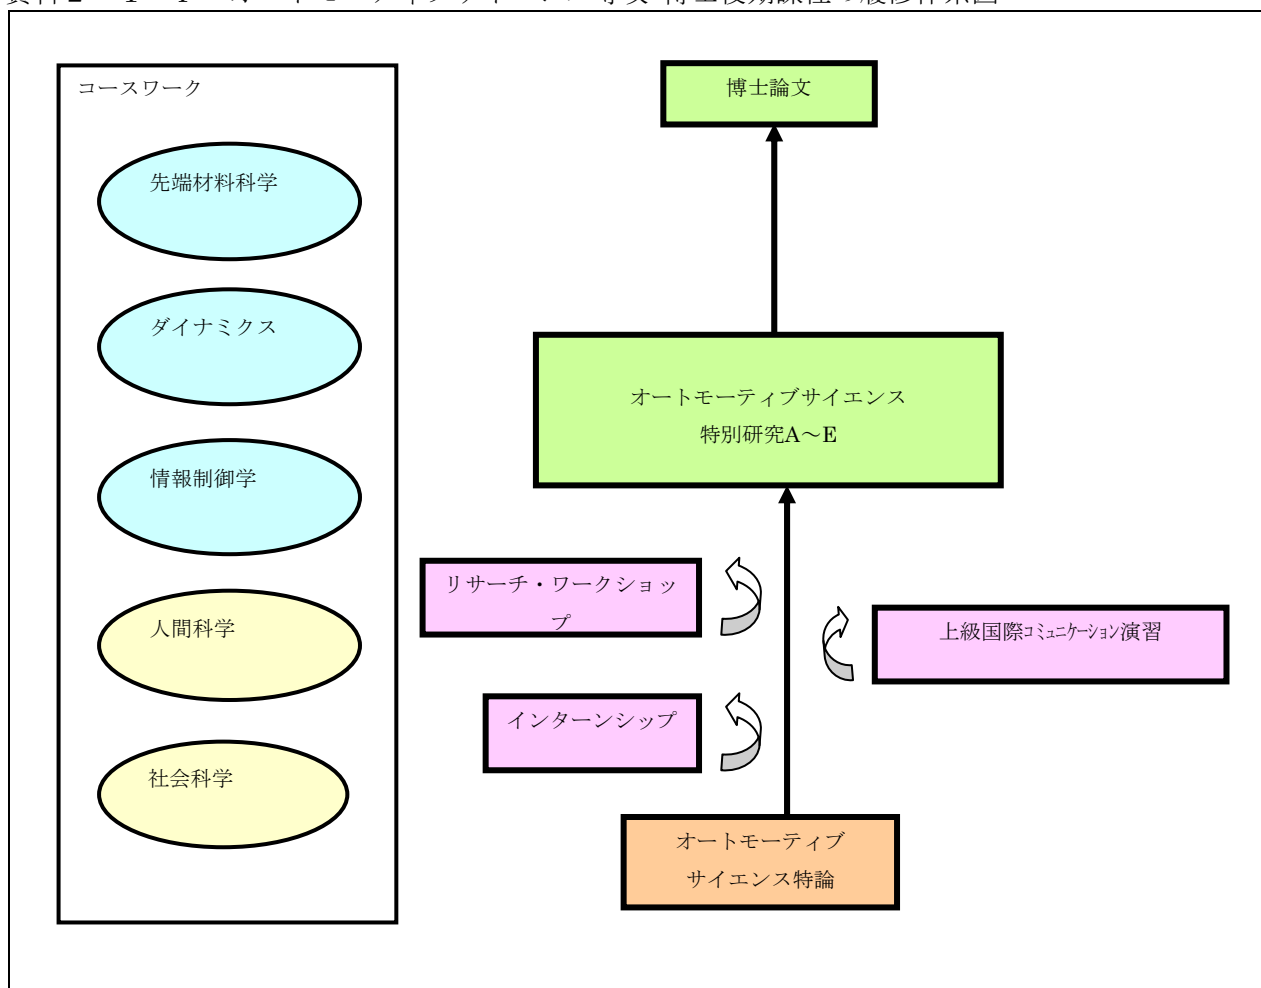 コースワーク
先端材料科学
ダイナミクス
情報制御学
人間科学
社会科学
博士論文
オートモーティブサイエンス
特別研究A～E
リサーチ・ワークショッ
プ
上級国際ｺﾐｭﾆｹｰｼｮﾝ演習
インターンシップ
オートモーティブ
サイエンス特論